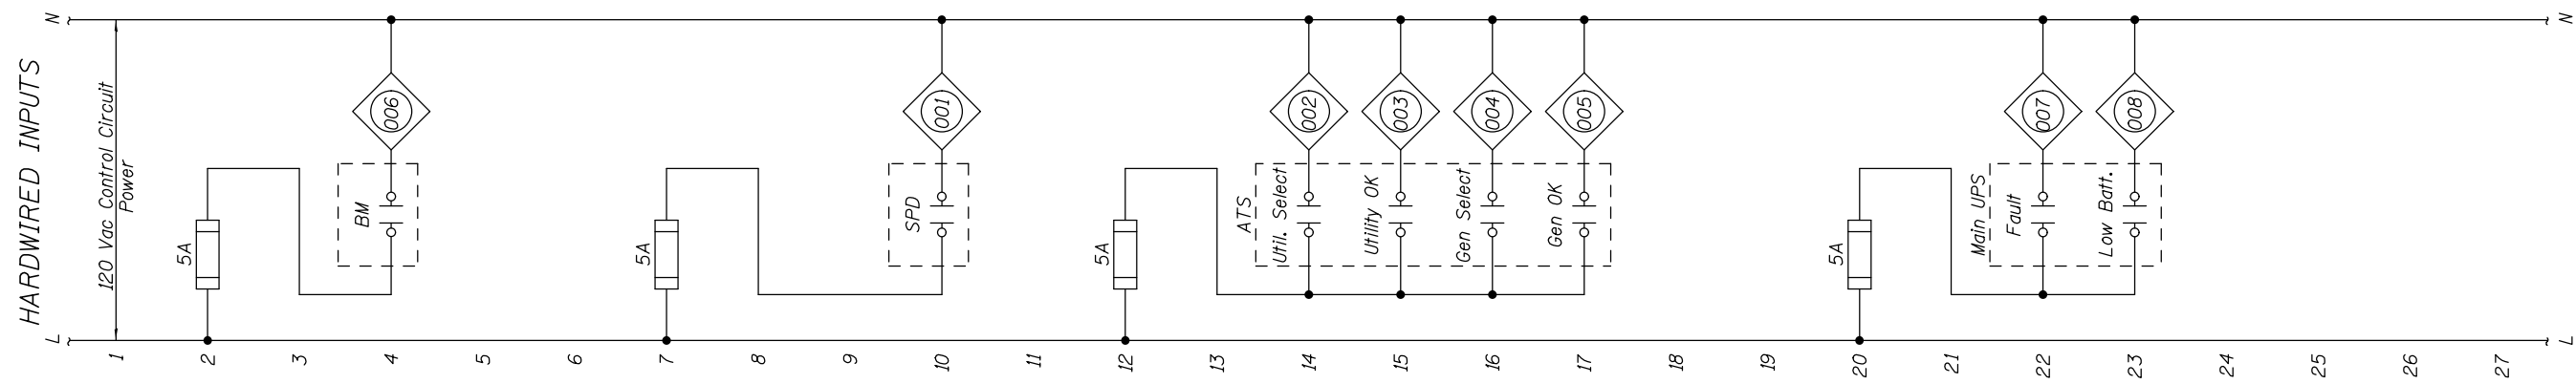 HARDWIRED INPUTS
L
N
1
120 Vac Control Circuit
Power
2
5A
3
4
BM
006
5
6
7
5A
8
9
10
SPD
001
11
12
5A
13
ATS
14
Util. Select
002
15
Utility OK
003
16
Gen Select
004
17
Gen OK
005
18
19
20
5A
21
Main UPS
22
Fault
007
23
Low Batt.
008
24
25
26
27
L
N